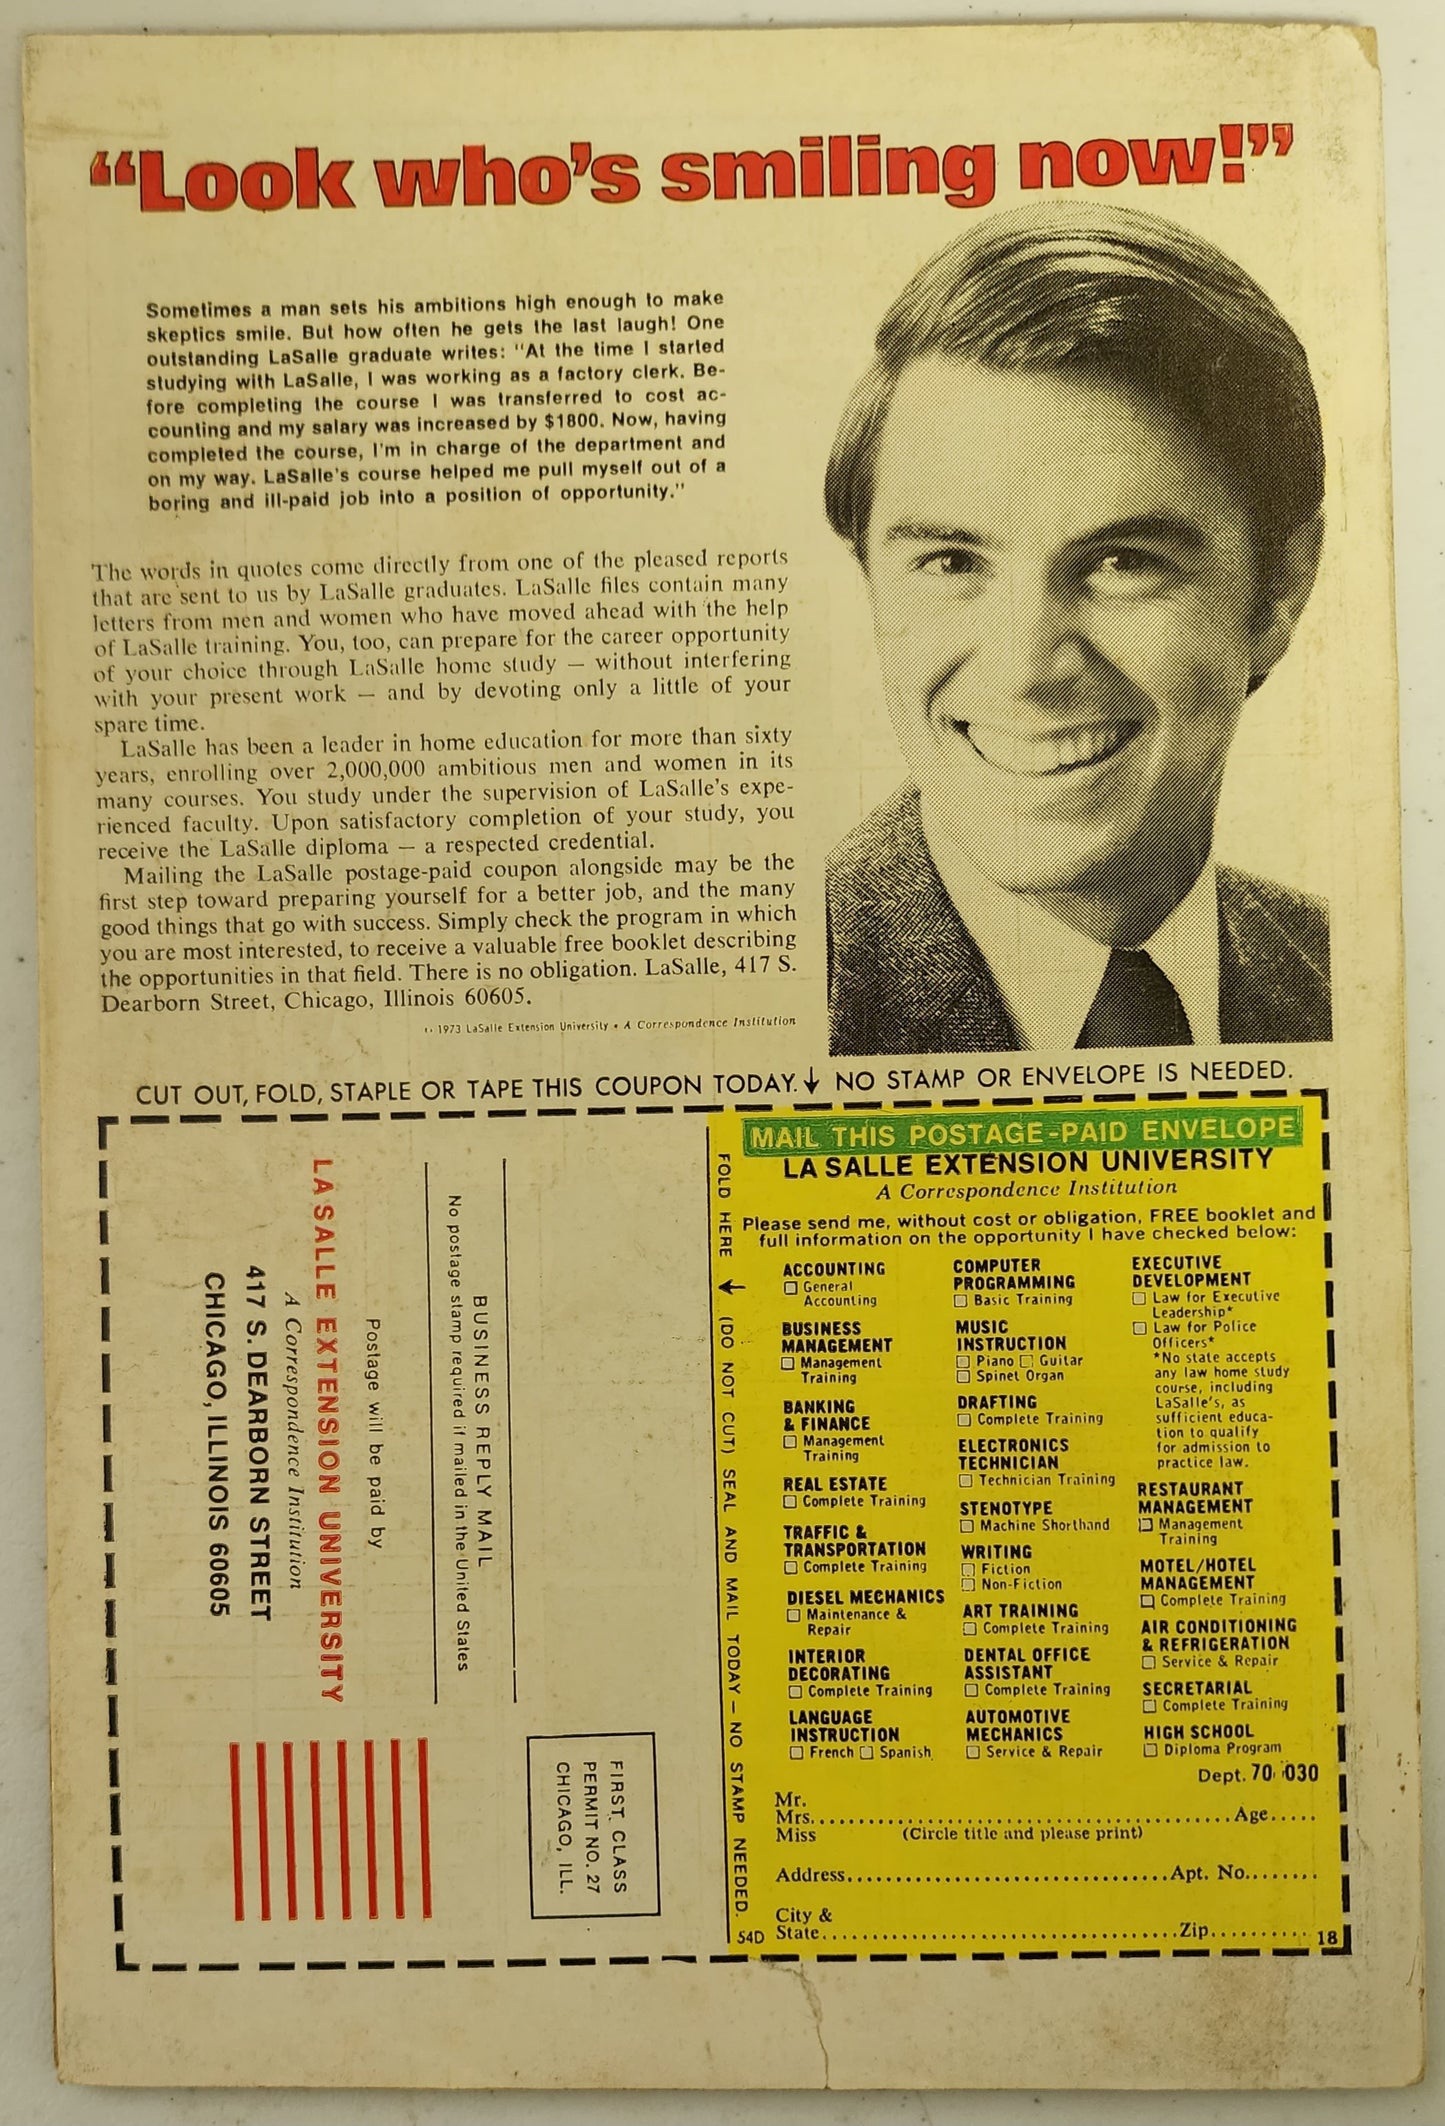 “Look who’s smiling now!”
Sometimes a man sets his ambitions high enough to make
skeptics smile. But how often he gets the last laugh! One
outstanding LaSalle graduate writes: "At the time I started
studying with LaSalle, I was working as a factory clerk. Be-
fore completing the course I was transferred to cost ac-
counting and my salary was increased by $1800. Now, having
completed the course, I'm in charge of the department and
on my way. LaSalle's course helped me pull myself out of a
boring and ill-paid job into a position of opportunity."
The words in quotes come directly from one of the pleased reports
that are sent to us by LaSalle graduates. LaSalle files contain many
letters from men and women who have moved ahead with the help
of LaSalle training. You, too, can prepare for the career opportunity
of your choice through LaSalle home study — without interfering
with your present work — and by devoting only a little of your
spare time.
LaSalle has been a leader in home education for more than sixty
years, enrolling over 2,000,000 ambitious men and women in its
many courses. You study under the supervision of LaSalle's expe-
rienced faculty. Upon satisfactory completion of your study, you
receive the LaSalle diploma — a respected credential.
Mailing the LaSalle postage-paid coupon alongside may be the
first step toward preparing yourself for a better job, and the many
good things that go with success. Simply check the program in which
you are most interested, to receive a valuable free booklet describing
the opportunities in that field. There is no obligation. LaSalle, 417 S.
Dearborn Street, Chicago, Illinois 60605.
© 1973 LaSalle Extension University • A Correspondence Institution
CUT OUT, FOLD, STAPLE OR TAPE THIS COUPON TODAY.↓ NO STAMP OR ENVELOPE IS NEEDED.
FIRST CLASS
PERMIT NO. 27
CHICAGO, ILL.
BUSINESS REPLY MAIL
No postage stamp required if mailed in the United States
Postage will be paid by
LA SALLE EXTENSION UNIVERSITY
A Correspondence Institution
417 S. DEARBORN STREET
CHICAGO, ILLINOIS 60605
FOLD HERE ↓ (DO NOT CUT) SEAL AND MAIL TODAY — NO STAMP NEEDED.
MAIL THIS POSTAGE-PAID ENVELOPE
LA SALLE EXTENSION UNIVERSITY
A Correspondence Institution
Please send me, without cost or obligation, FREE booklet and
full information on the opportunity I have checked below:
ACCOUNTING
☐ General
Accounting
BUSINESS
MANAGEMENT
☐ Management
Training
BANKING
& FINANCE
☐ Management
Training
REAL ESTATE
☐ Complete Training
TRAFFIC &
TRANSPORTATION
☐ Complete Training
DIESEL MECHANICS
☐ Maintenance &
Repair
INTERIOR
DECORATING
☐ Complete Training
LANGUAGE
INSTRUCTION
☐ French ☐ Spanish
COMPUTER
PROGRAMMING
☐ Basic Training
MUSIC
INSTRUCTION
☐ Piano ☐ Guitar
☐ Spinet Organ
DRAFTING
☐ Complete Training
ELECTRONICS
TECHNICIAN
☐ Technician Training
STENOTYPE
☐ Machine Shorthand
WRITING
☐ Fiction
☐ Non-Fiction
ART TRAINING
☐ Complete Training
DENTAL OFFICE
ASSISTANT
☐ Complete Training
AUTOMOTIVE
MECHANICS
☐ Service & Repair
EXECUTIVE
DEVELOPMENT
☐ Law for Executive
Leadership*
☐ Law for Police
Officers*
*No state accepts
any law home study
course, including
LaSalle's, as
sufficient educa-
tion to qualify
for admission to
practice law.
RESTAURANT
MANAGEMENT
☐ Management
Training
MOTEL/HOTEL
MANAGEMENT
☐ Complete Training
AIR CONDITIONING
& REFRIGERATION
☐ Service & Repair
SECRETARIAL
☐ Complete Training
HIGH SCHOOL
☐ Diploma Program
Dept. 70-030
Mr.
Mrs. Age
Miss (Circle title and please print)
Address Apt. No.
City &
State Zip
54D 18